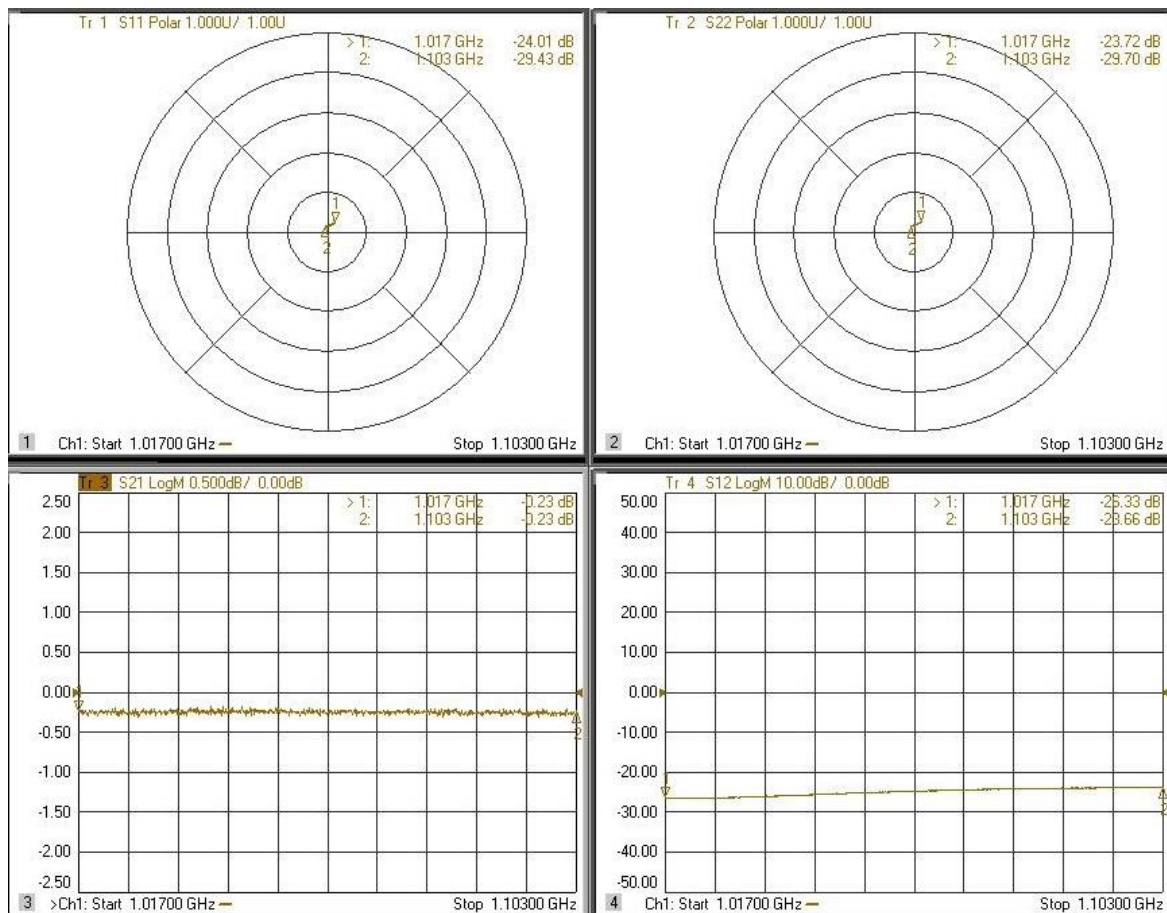 Tr 1 S11 Polar 1.000U/ 1.00U
> 1: 1.017 GHz -24.01 dB
2: 1.103 GHz -29.43 dB
1
2
1 Ch1: Start 1.01700 GHz Stop 1.10300 GHz
Tr 2 S22 Polar 1.000U/ 1.00U
> 1: 1.017 GHz -23.72 dB
2: 1.103 GHz -29.70 dB
1
2
2 Ch1: Start 1.01700 GHz Stop 1.10300 GHz
Tr 3 S21 LogM 0.500dB/ 0.00dB
> 1: 1.017 GHz -0.23 dB
2: 1.103 GHz -0.23 dB
2.50
2.00
1.50
1.00
0.50
0.00
-0.50
2
-1.00
-1.50
-2.00
-2.50
3 >Ch1: Start 1.01700 GHz Stop 1.10300 GHz
Tr 4 S12 LogM 10.00dB/ 0.00dB
> 1: 1.017 GHz -26.33 dB
2: 1.103 GHz -23.66 dB
50.00
40.00
30.00
20.00
10.00
0.00
-10.00
-20.00
-30.00
2
-40.00
-50.00
4 Ch1: Start 1.01700 GHz Stop 1.10300 GHz